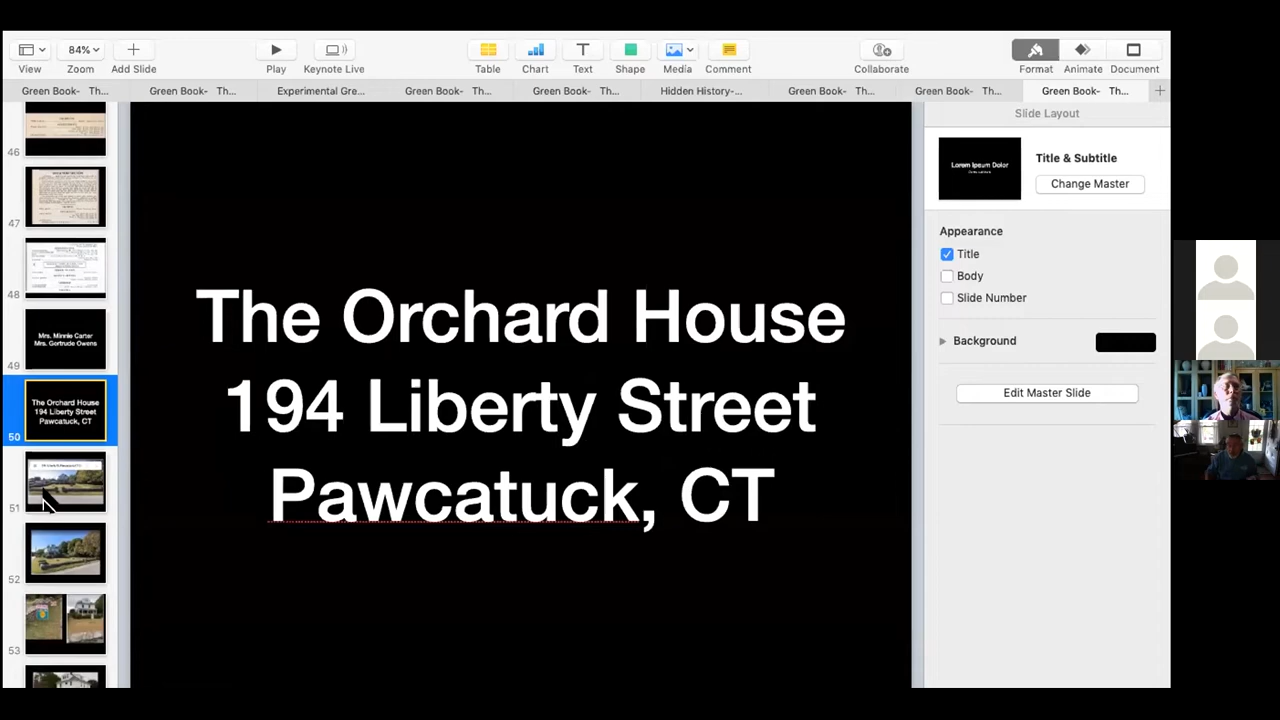 View
84%
Zoom
Add Slide
Play
Keynote Live
Table
Chart
Text
Shape
Media
Comment
Collaborate
Format
Animate
Document
Green Book- Th...
Green Book- Th...
Experimental Gre...
Green Book- Th...
Green Book- Th...
Hidden History-...
Green Book- Th...
Green Book- Th...
Green Book- Th...
46
47
48
Mrs. Minnie Carter
Mrs. Gertrude Owens
49
The Orchard House
194 Liberty Street
Pawcatuck, CT
50
51
52
53
The Orchard House
194 Liberty Street
Pawcatuck, CT
Slide Layout
Lorem Ipsum Dolor
Title & Subtitle
Change Master
Appearance
Title
Body
Slide Number
Background
Edit Master Slide